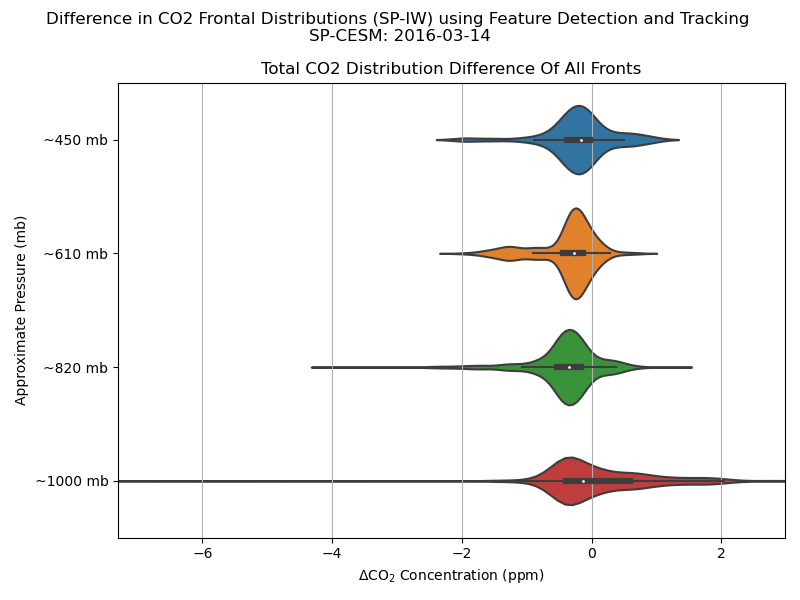 Difference in CO2 Frontal Distributions (SP-IW) using Feature Detection and Tracking
SP-CESM: 2016-03-14
Total CO2 Distribution Difference Of All Fronts
Approximate Pressure (mb)
~450 mb
~610 mb
~820 mb
~1000 mb
−6
−4
−2
0
2
ΔCO₂ Concentration (ppm)